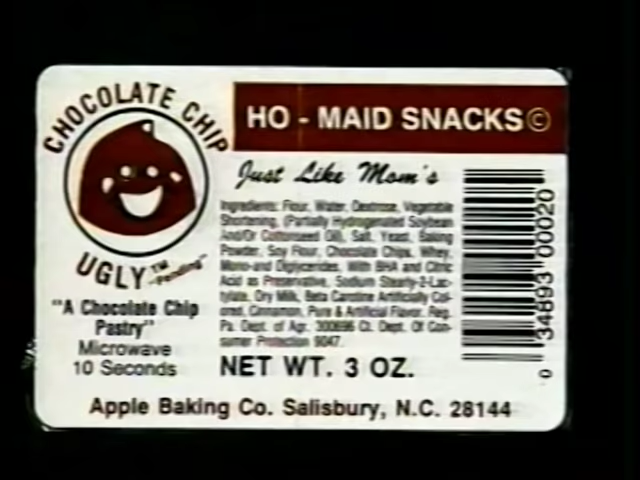 CHOCOLATE CHIP
UGLY™
"Pending"
"A Chocolate Chip
Pastry"
Microwave
10 Seconds
HO - MAID SNACKS©
Just Like Mom's
Ingredients: Flour, Water, Dextrose, Vegetable
Shortening, (Partially Hydrogenated Soybean
And/Or Cottonseed Oil), Salt, Yeast, Baking
Powder, Soy Flour, Chocolate Chips, Whey,
Mono-and Diglycerides, With BHA and Citric
Acid as Preservative, Sodium Stearly-2-Lac-
tylate, Dry Milk, Beta Carotine Artificially Col-
ored, Cinnamon, Pure & Artificial Flavor. Reg.
Pa. Dept. of Agr. Ct. Dept. Of Con-
sumer Protection 9047.
NET WT. 3 OZ.
0 34893 00020
Apple Baking Co. Salisbury, N.C. 28144